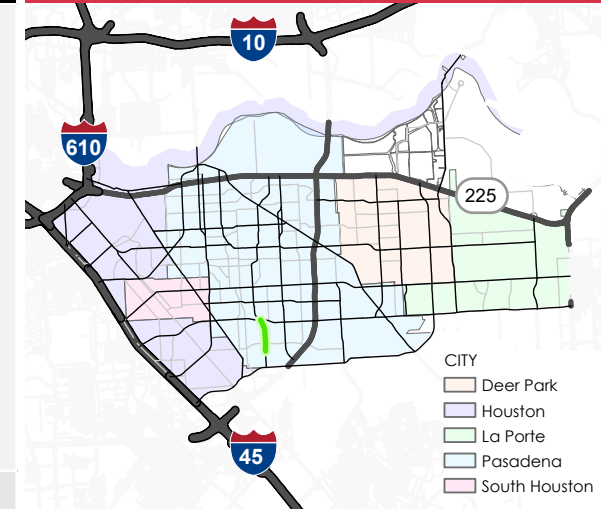 10
610
225
CITY
Deer Park
Houston
La Porte
Pasadena
South Houston
45